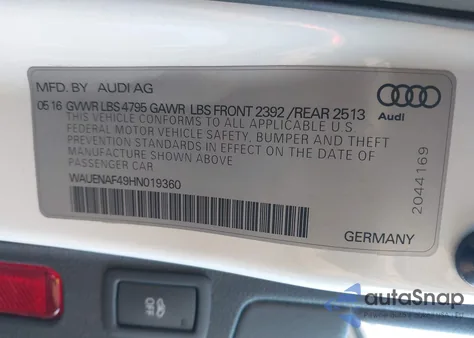 MFD. BY AUDI AG
05 16 GVWR LBS 4795 GAWR LBS FRONT 2392 / REAR 2513
THIS VEHICLE CONFORMS TO ALL APPLICABLE U.S.
FEDERAL MOTOR VEHICLE SAFETY, BUMPER, AND THEFT
PREVENTION STANDARDS IN EFFECT ON THE DATE OF
MANUFACTURE SHOWN ABOVE
PASSENGER CAR
WAUENAF49HN019360
Audi
2044169
GERMANY
OFF
autaSnap